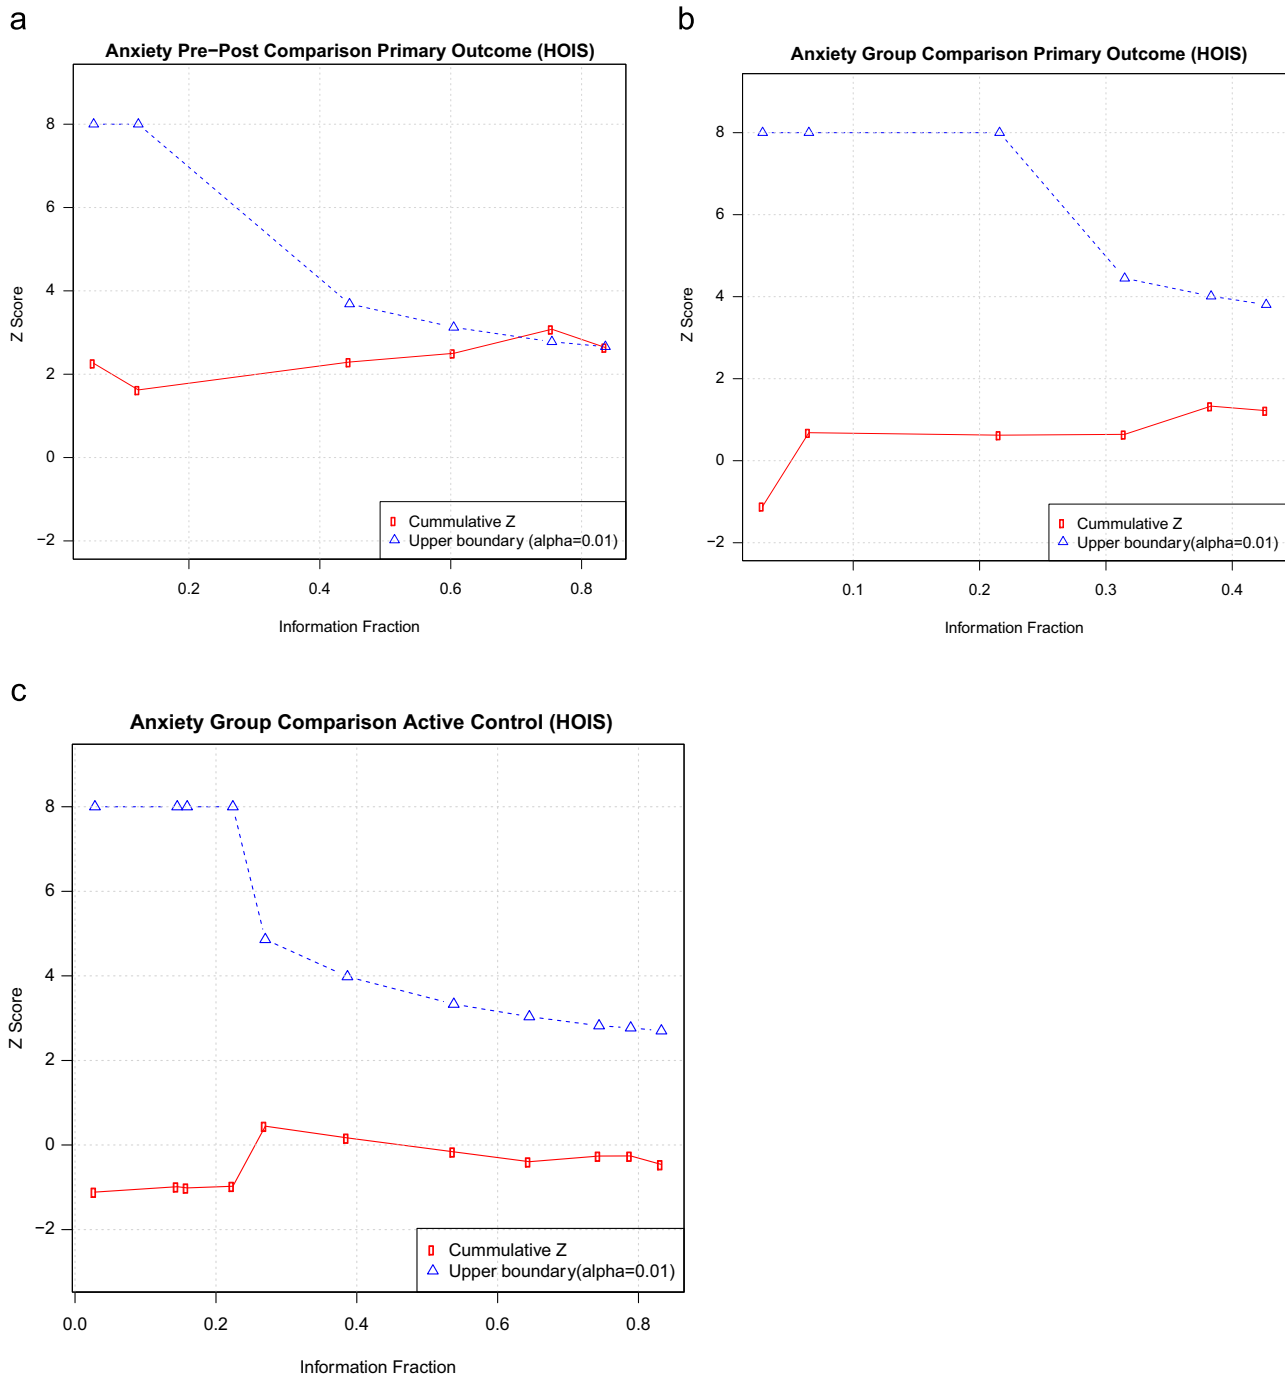 a
Anxiety Pre−Post Comparison Primary Outcome (HOIS)
8
6
4
2
0
−2
Z Score
Cummulative Z
Upper boundary (alpha=0.01)
0.2 0.4 0.6 0.8
Information Fraction
b
Anxiety Group Comparison Primary Outcome (HOIS)
8
6
4
2
0
−2
Z Score
Cummulative Z
Upper boundary(alpha=0.01)
0.1 0.2 0.3 0.4
Information Fraction
c
Anxiety Group Comparison Active Control (HOIS)
8
6
4
2
0
−2
Z Score
Cummulative Z
Upper boundary(alpha=0.01)
0.0 0.2 0.4 0.6 0.8
Information Fraction